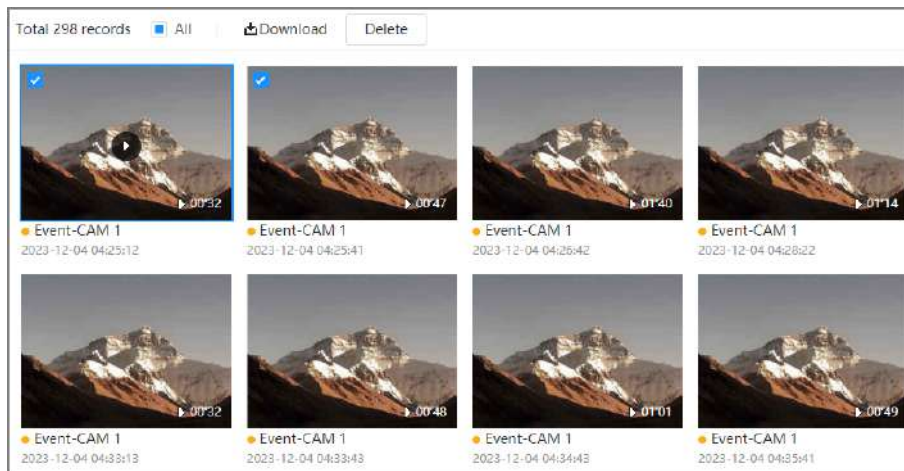 Total 298 records All Download Delete
00'32 00'47 01'40 01'14
Event-CAM 1 Event-CAM 1 Event-CAM 1 Event-CAM 1
2023-12-04 04:25:12 2023-12-04 04:25:41 2023-12-04 04:26:42 2023-12-04 04:28:22
00'32 00'48 01'01 00'49
Event-CAM 1 Event-CAM 1 Event-CAM 1 Event-CAM 1
2023-12-04 04:33:13 2023-12-04 04:33:43 2023-12-04 04:34:43 2023-12-04 04:35:41